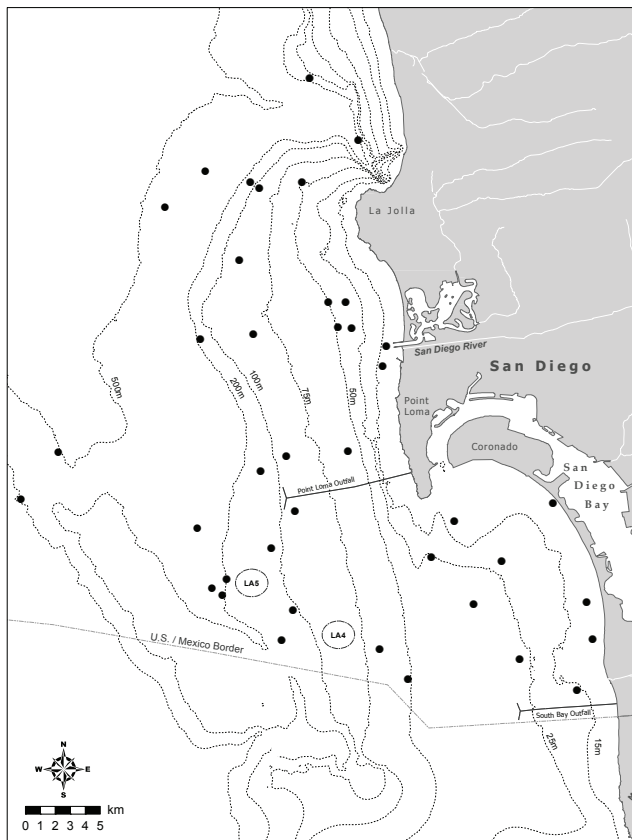 La Jolla
San Diego River
San Diego
Point
Loma
Coronado
San
Diego
Bay
500m
200m
100m
75m
50m
Point Loma Outfall
LA5
LA4
U.S. / Mexico Border
South Bay Outfall
25m
15m
N
W E
S
km
0 1 2 3 4 5